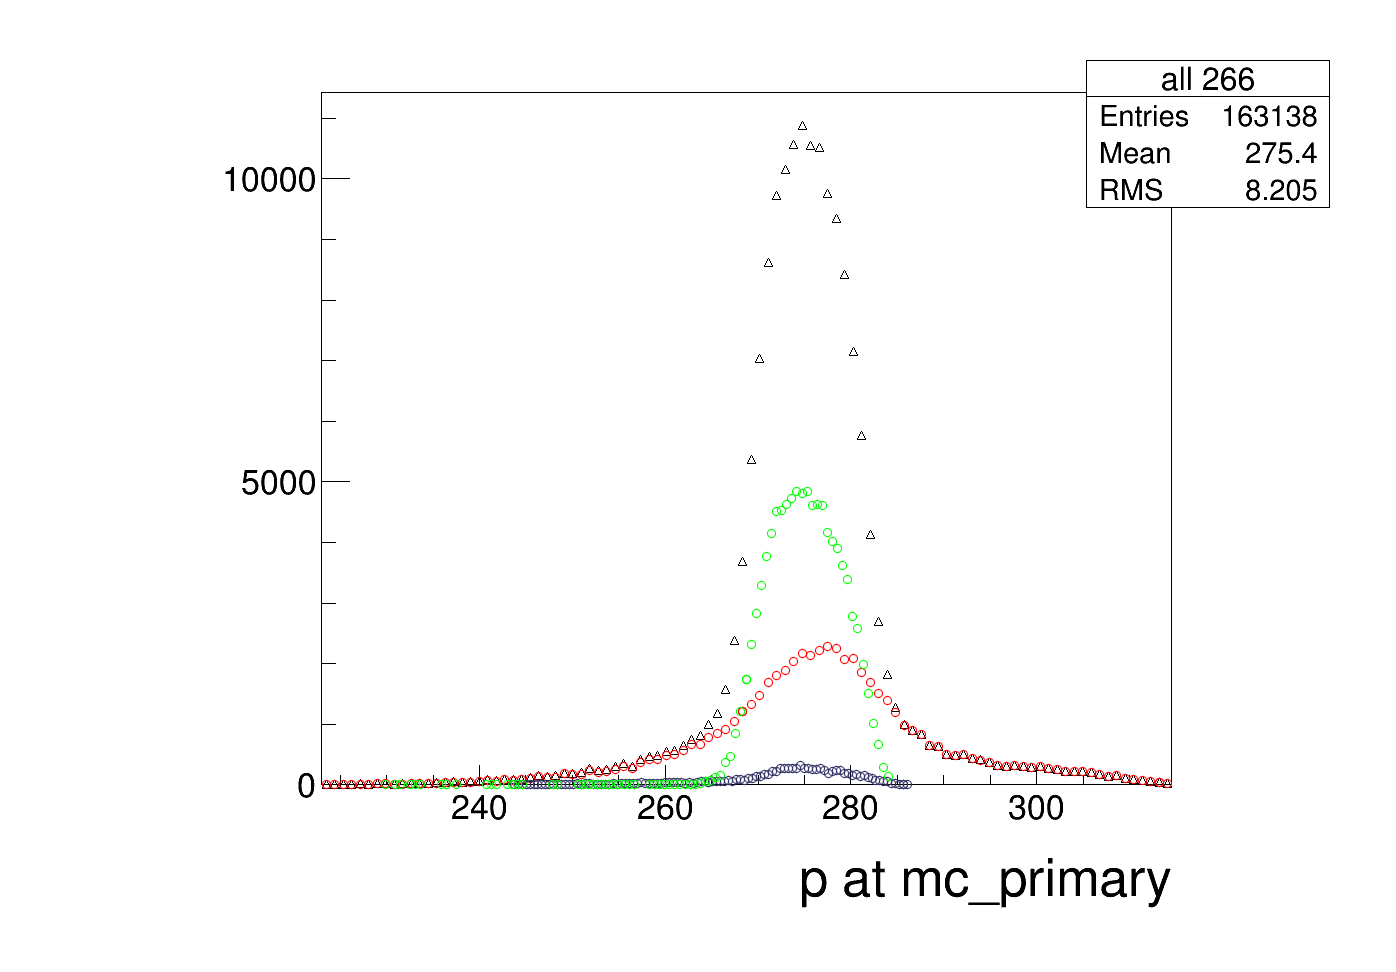 all 266
Entries 163138
Mean 275.4
RMS 8.205
10000
5000
0
240 260 280 300
p at mc_primary